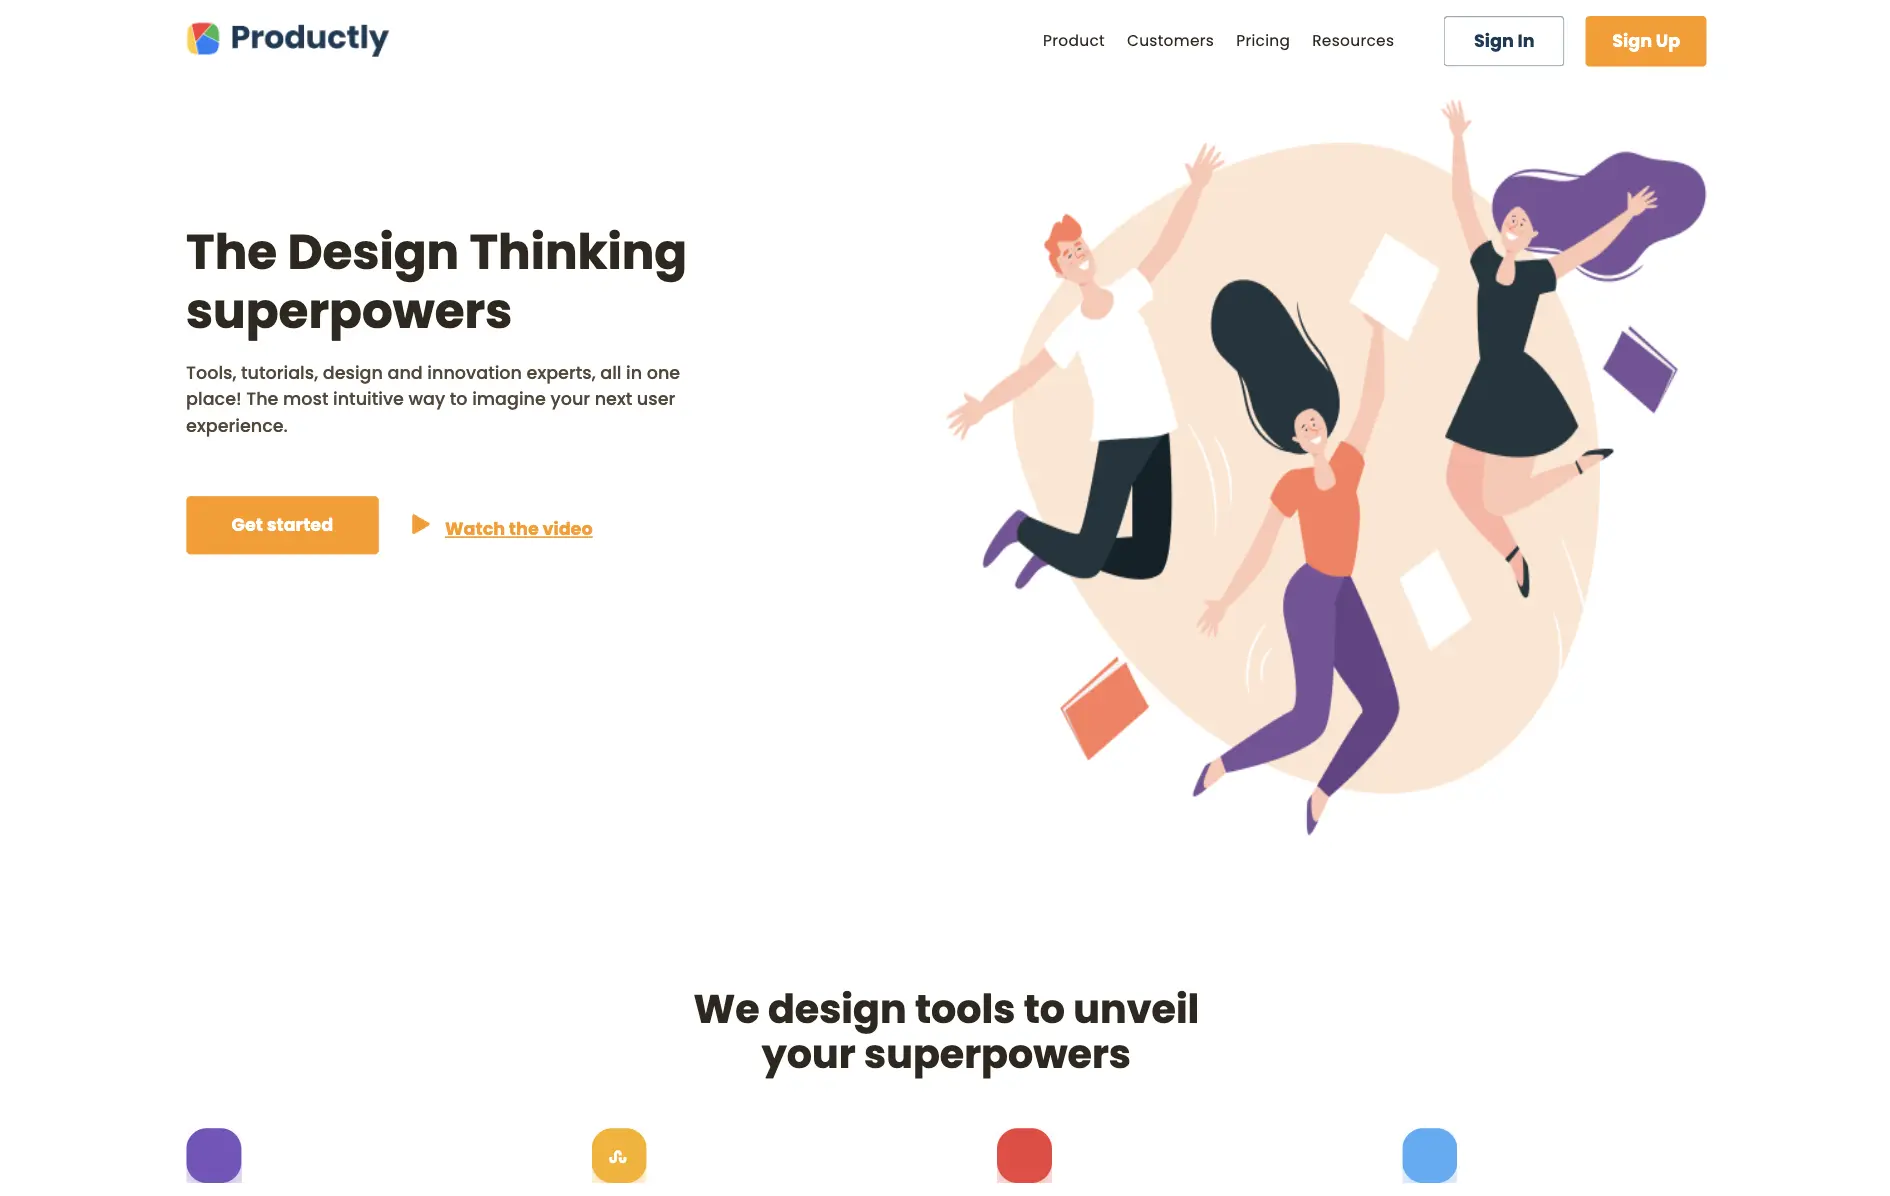 Productly
Product Customers Pricing Resources Sign In Sign Up
The Design Thinking
superpowers
Tools, tutorials, design and innovation experts, all in one
place! The most intuitive way to imagine your next user
experience.
Get started Watch the video
We design tools to unveil
your superpowers